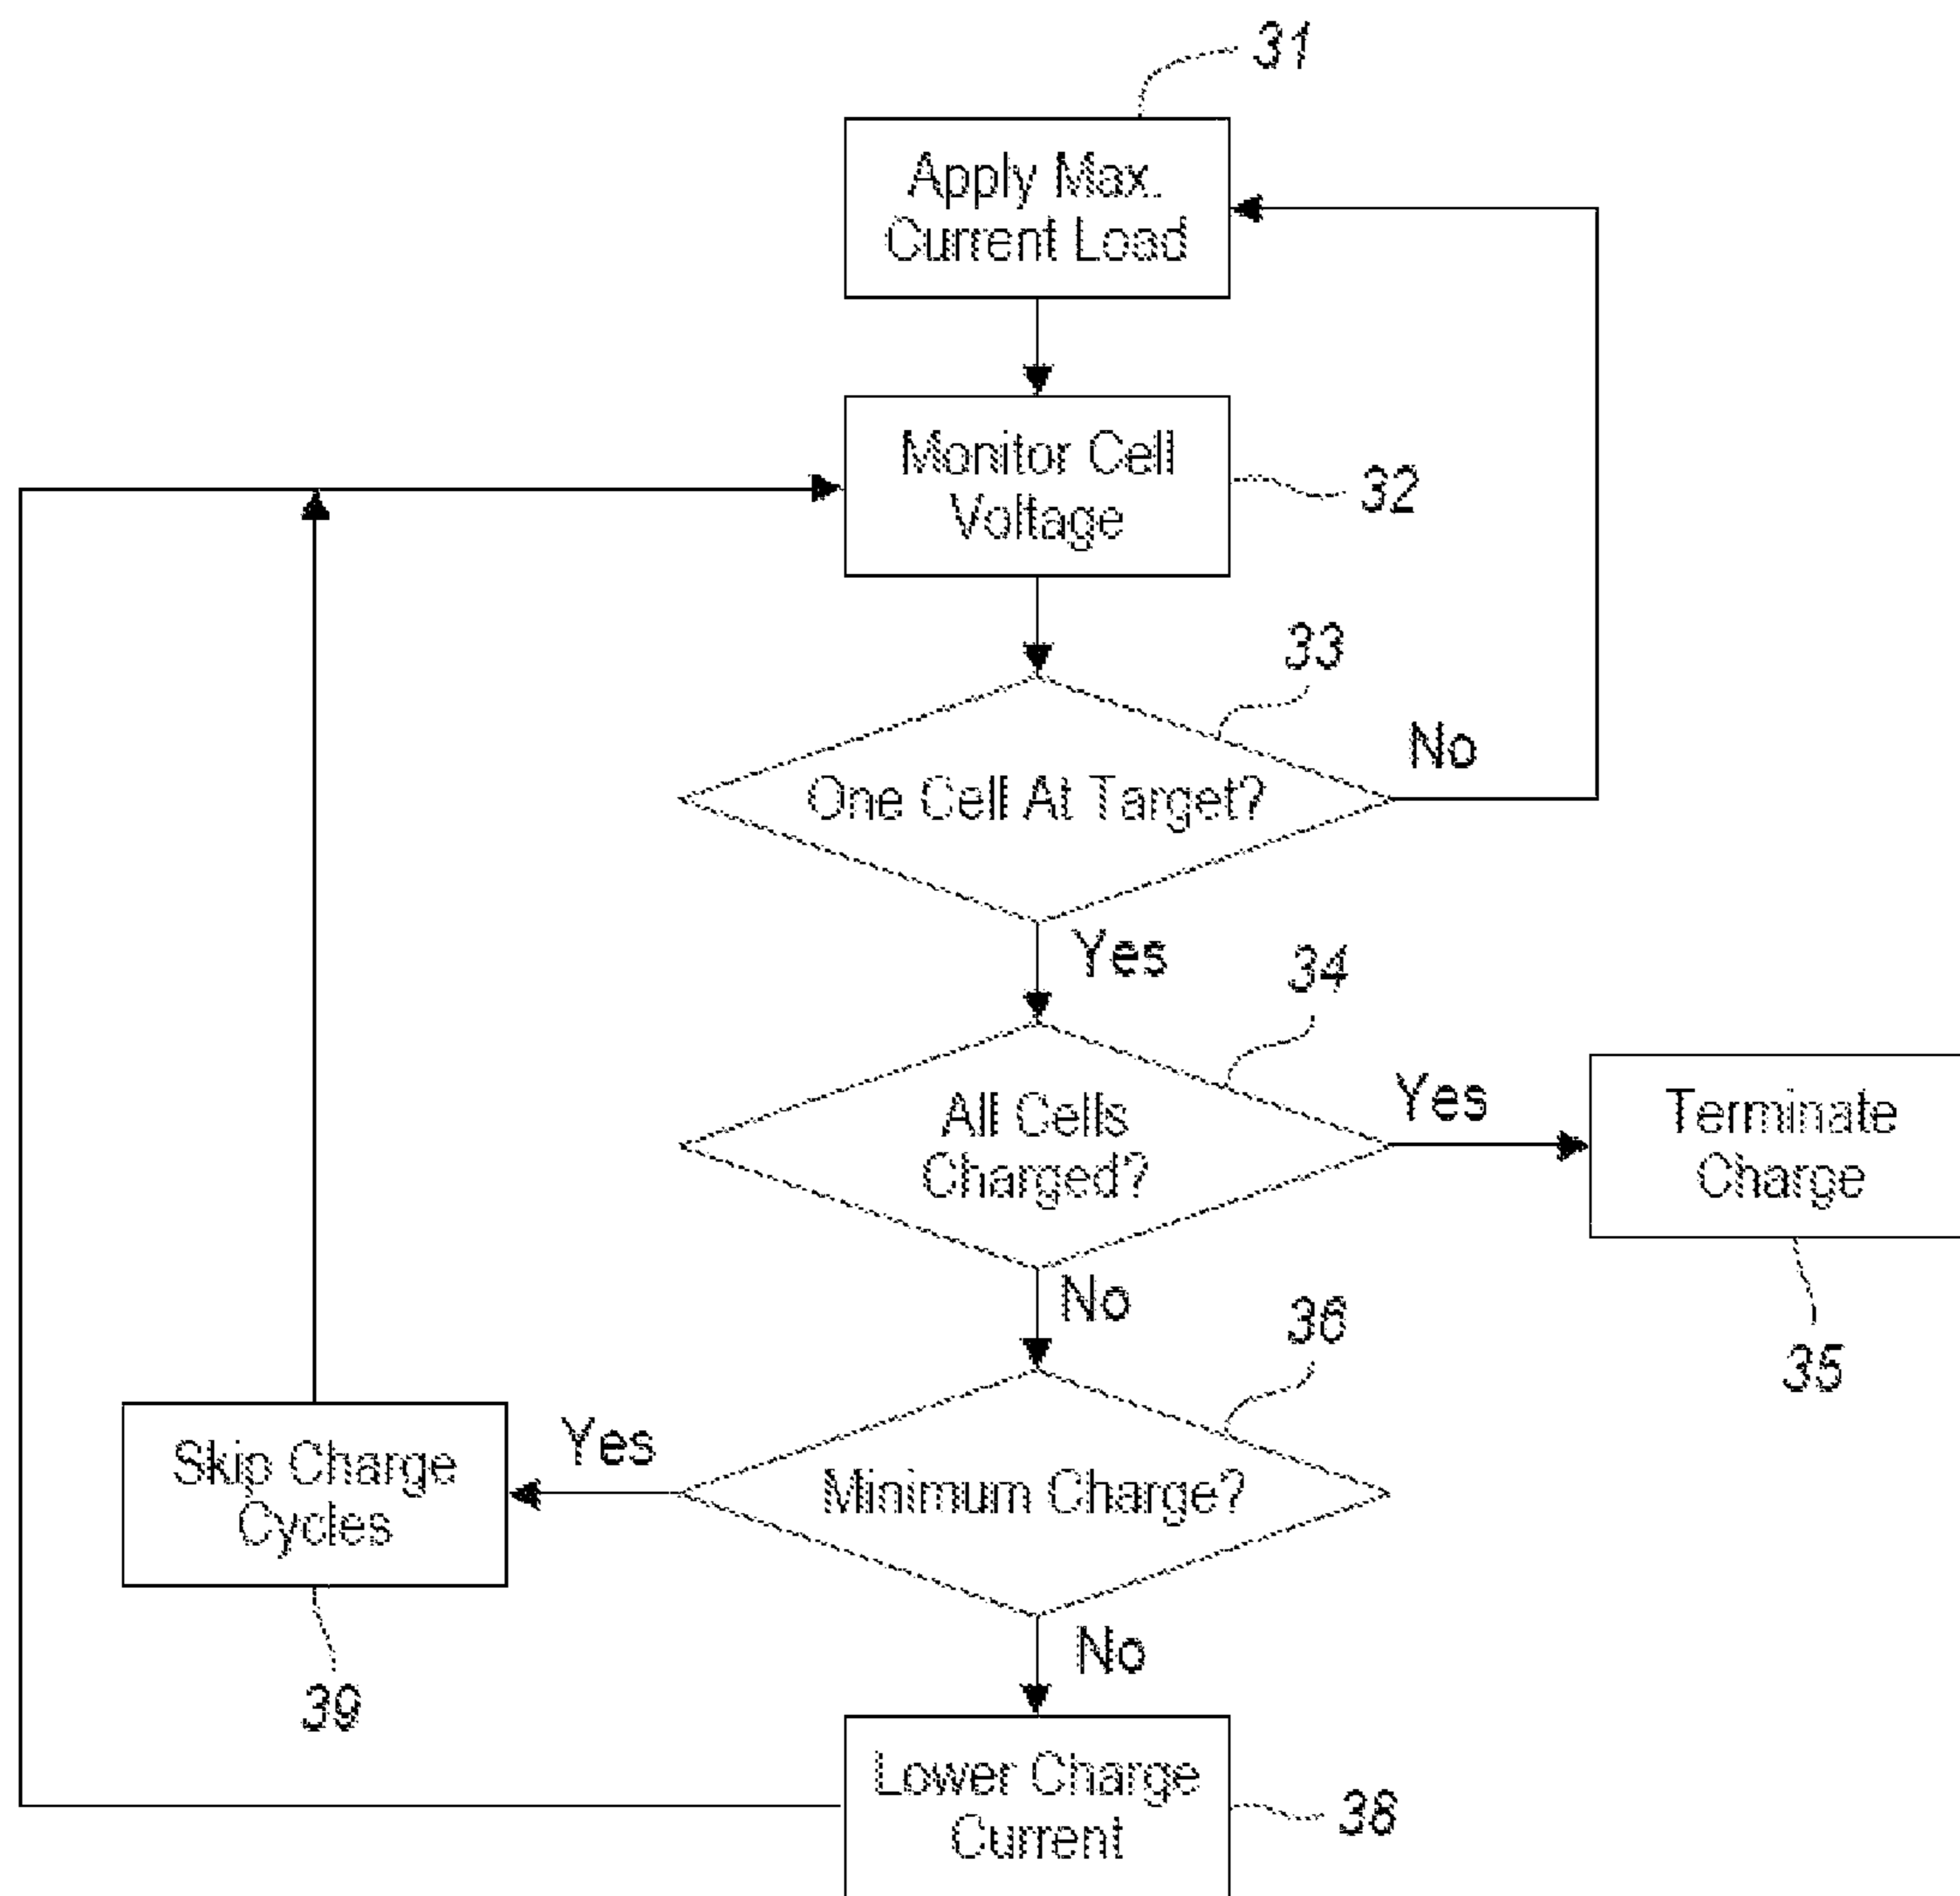 31
Apply Max.
Current Load
Monitor Cell
Voltage
32
33
One Cell At Target?
No
Yes
34
All Cells
Charged?
Yes
Terminate
Charge
35
No
36
Minimum Charge?
Yes
Skip Charge
Cycles
39
No
Lower Charge
Current
38